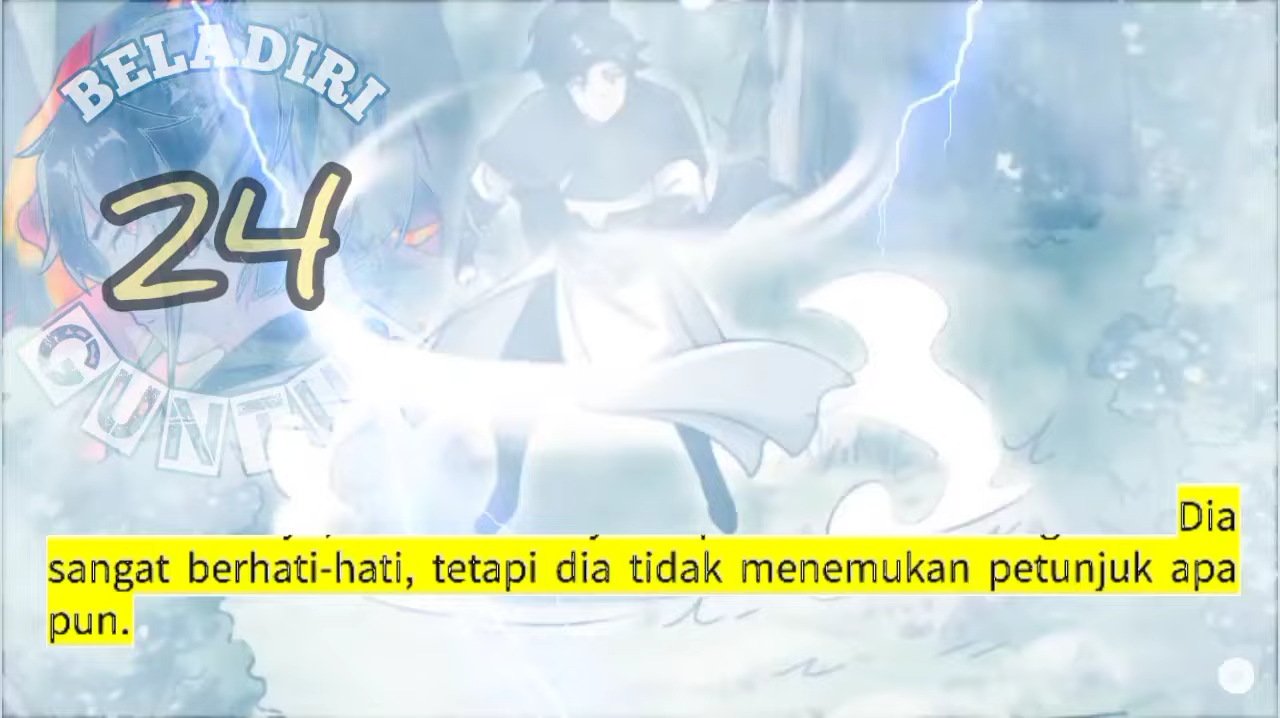 BELADIRI
24
Dia
sangat berhati-hati, tetapi dia tidak menemukan petunjuk apa
pun.